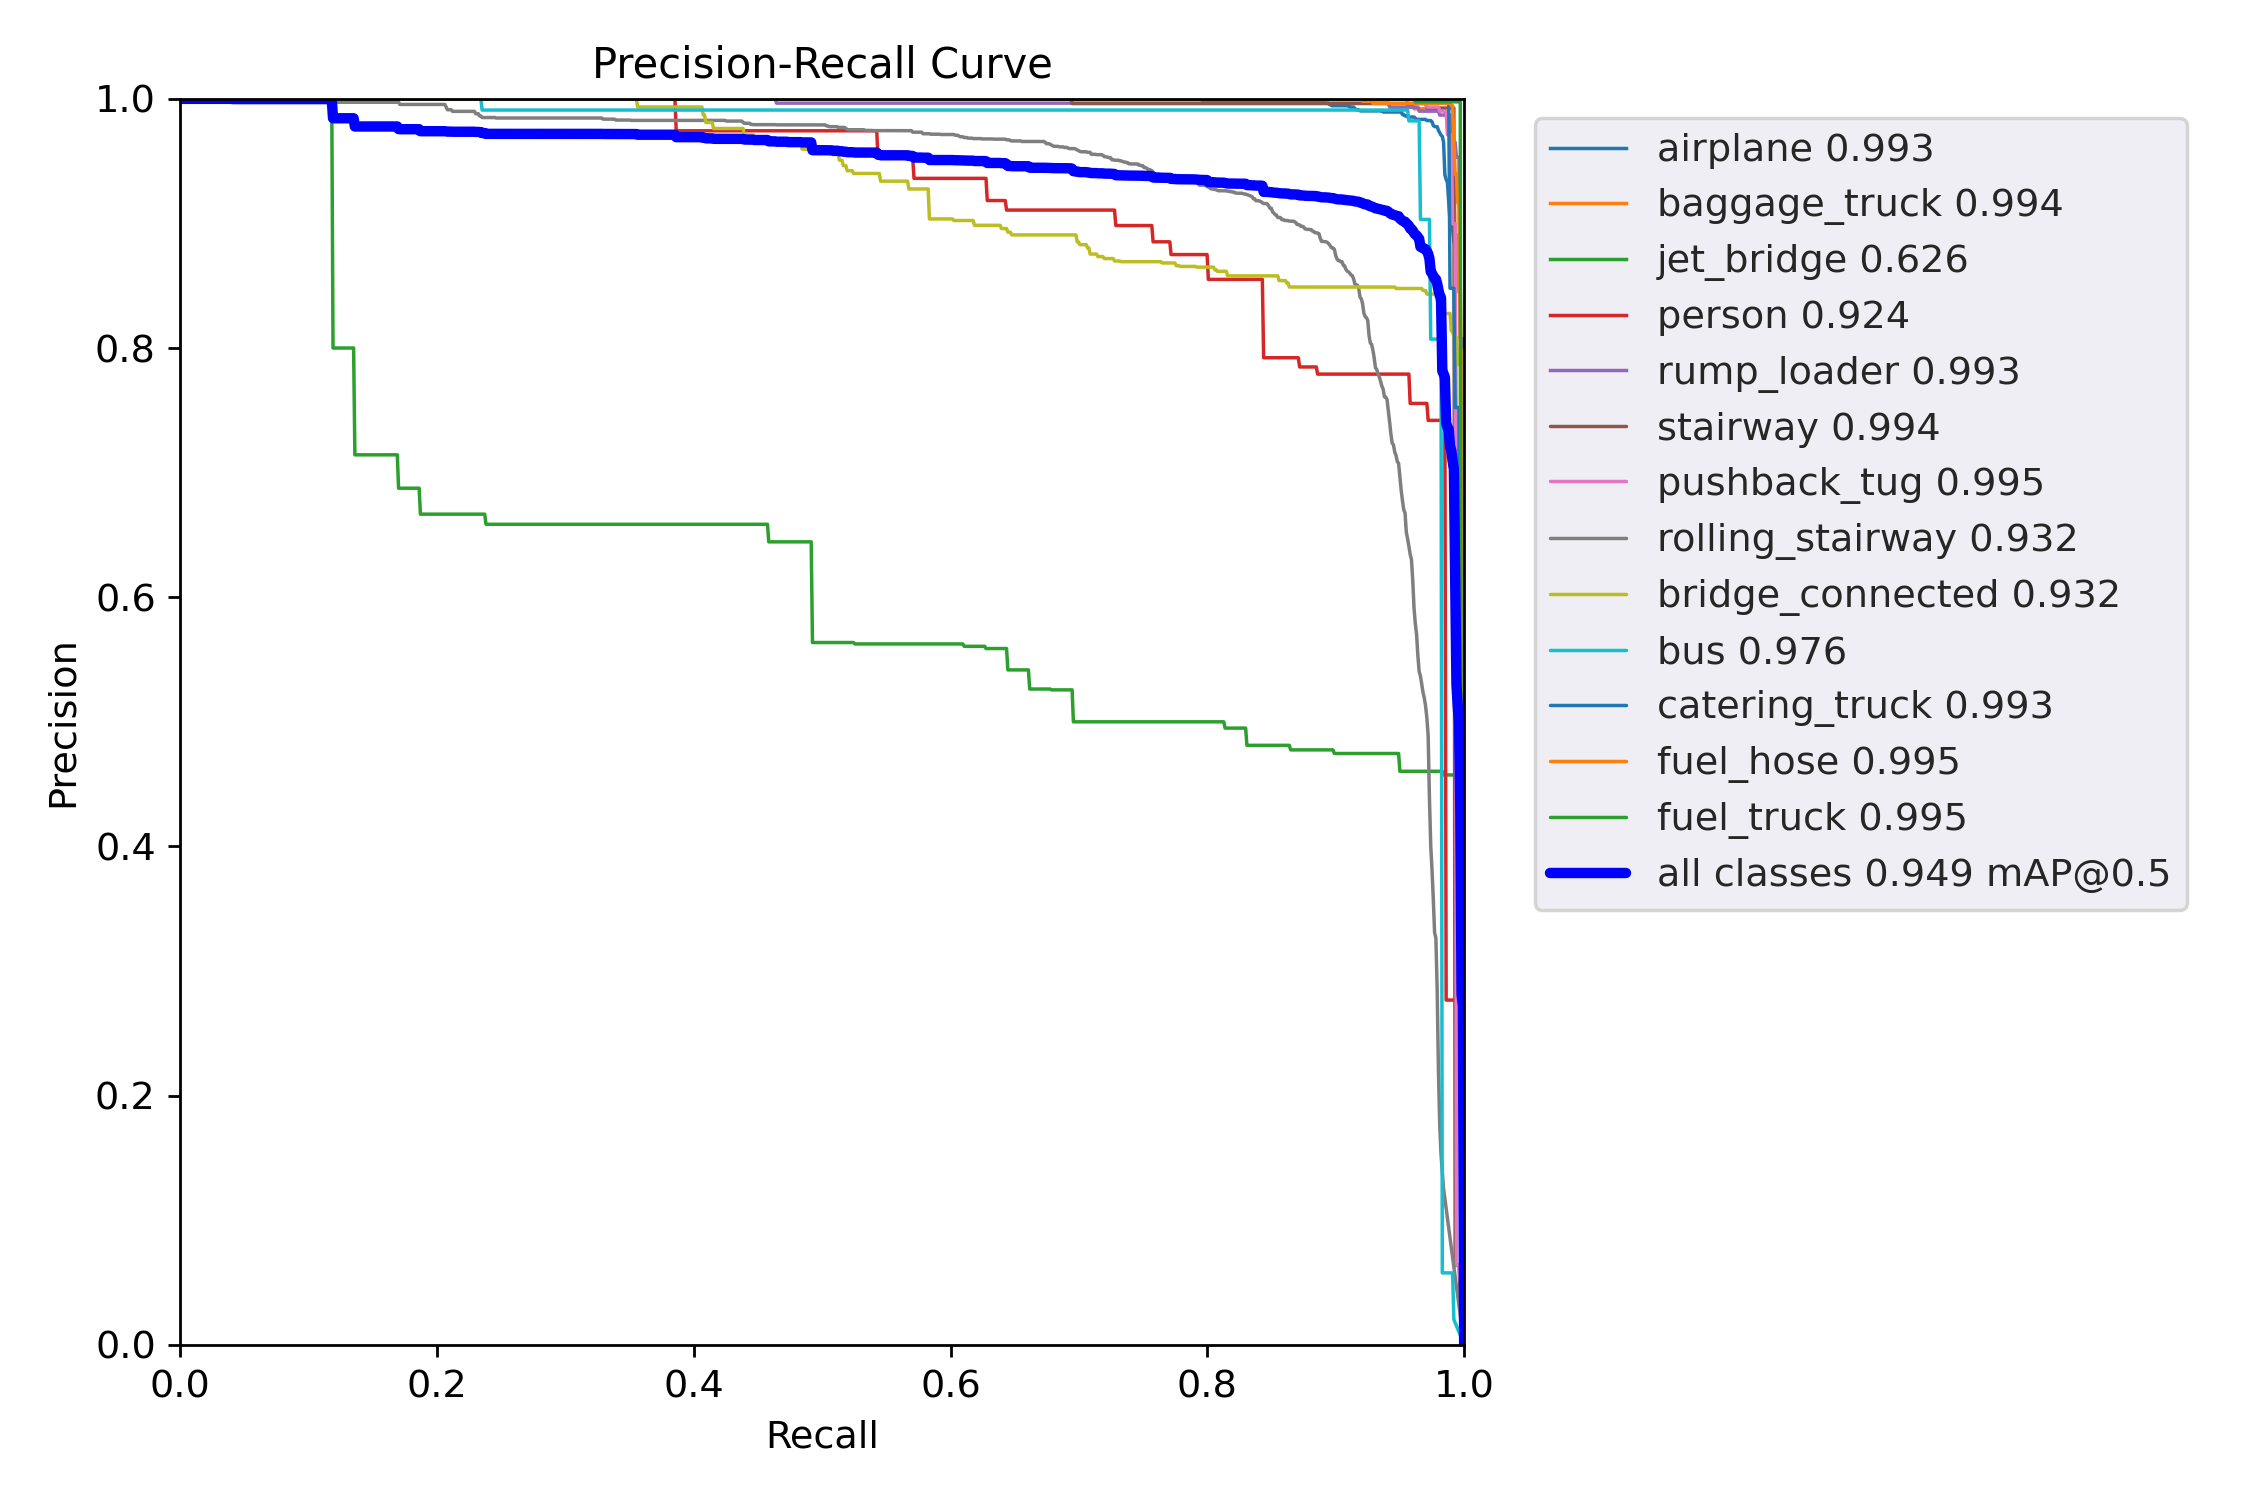 Precision-Recall Curve
1.0
0.8
0.6
0.4
0.2
0.0
Precision
0.0 0.2 0.4 0.6 0.8 1.0
Recall
airplane 0.993
baggage_truck 0.994
jet_bridge 0.626
person 0.924
rump_loader 0.993
stairway 0.994
pushback_tug 0.995
rolling_stairway 0.932
bridge_connected 0.932
bus 0.976
catering_truck 0.993
fuel_hose 0.995
fuel_truck 0.995
all classes 0.949 mAP@0.5